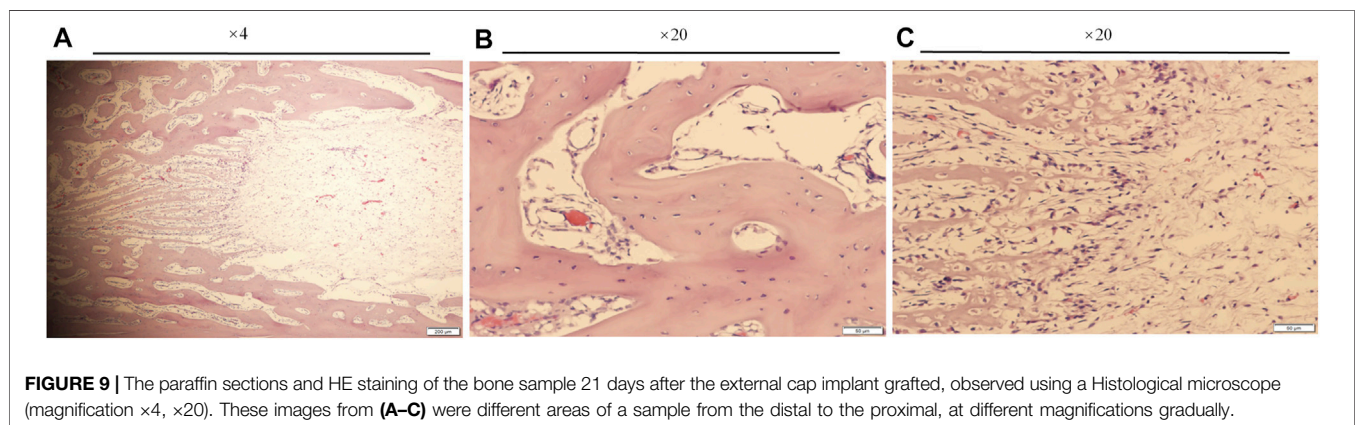 A ×4
B ×20
C ×20
200 μm
50 μm
50 μm
FIGURE 9 | The paraffin sections and HE staining of the bone sample 21 days after the external cap implant grafted, observed using a Histological microscope
(magnification ×4, ×20). These images from (A–C) were different areas of a sample from the distal to the proximal, at different magnifications gradually.